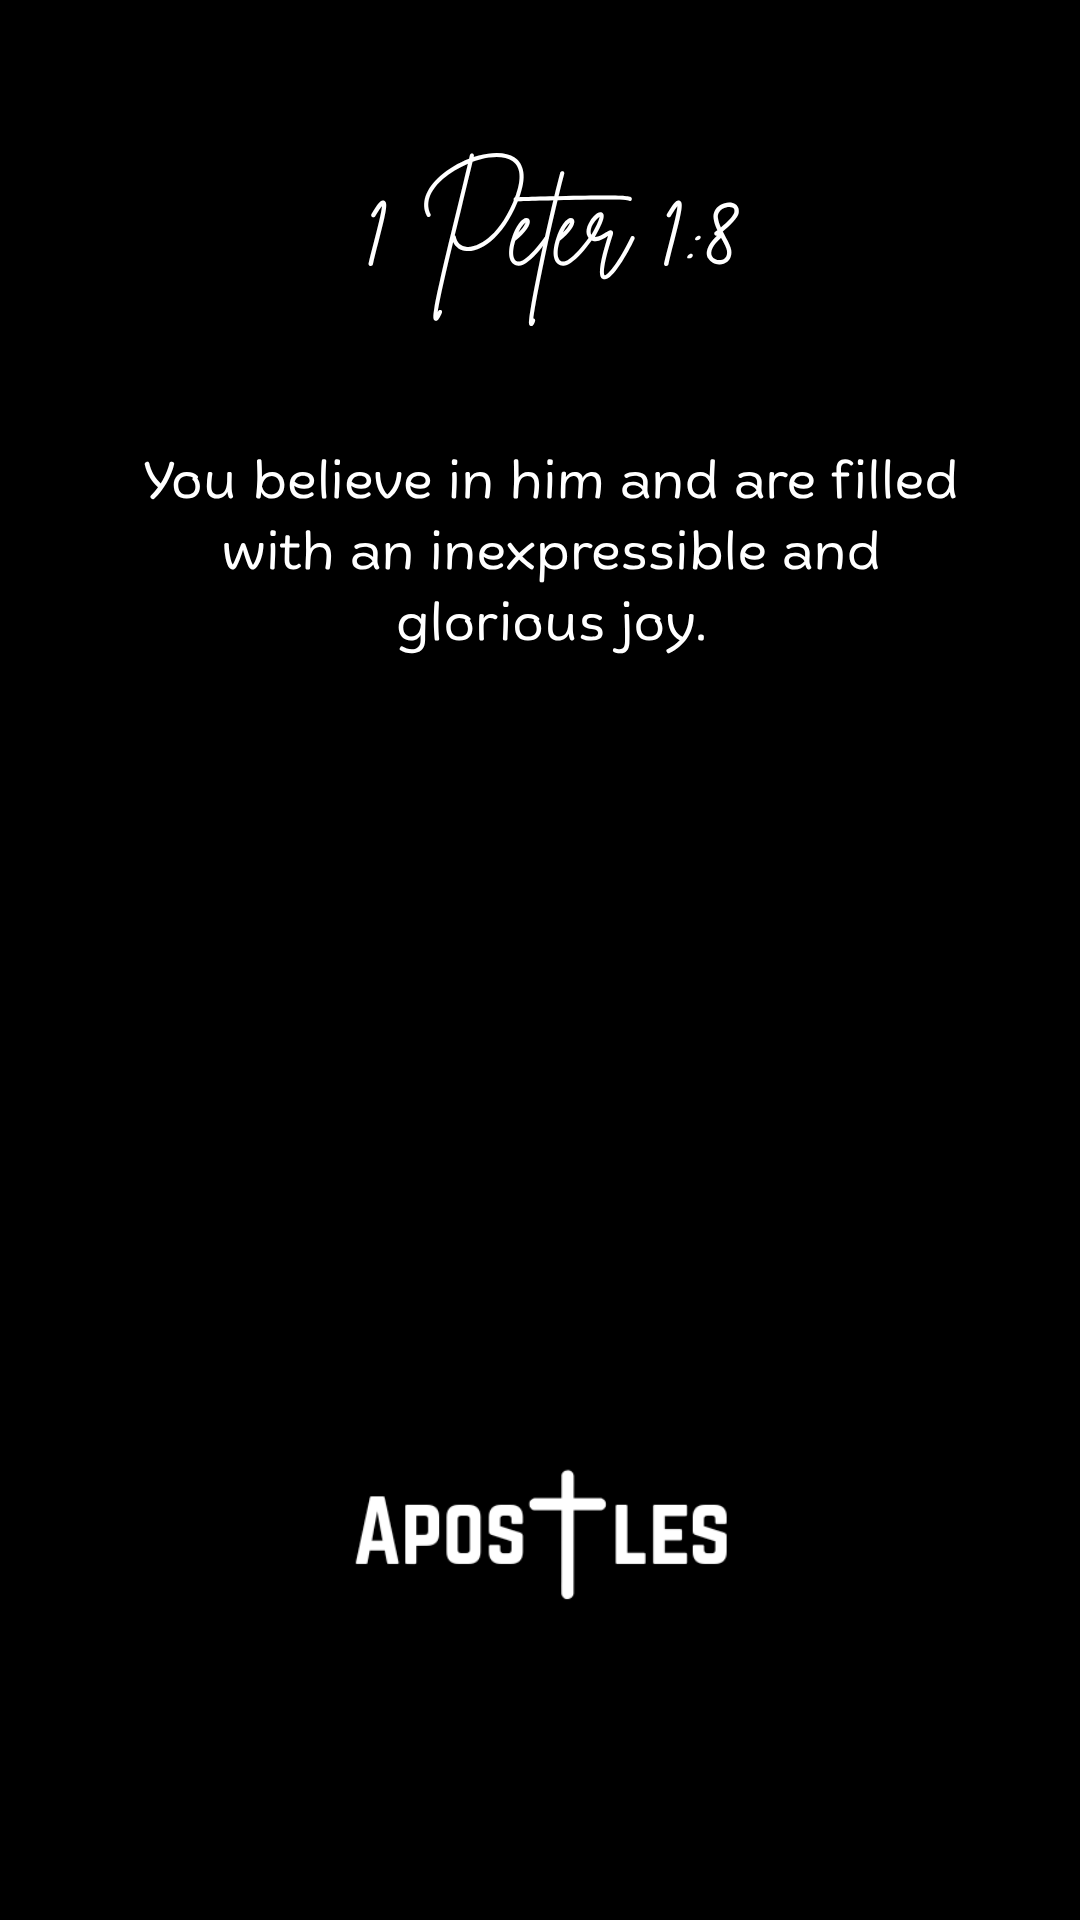 1 Peter 1:8
You believe in him and are filled
with an inexpressible and
glorious joy.
APOSTLES